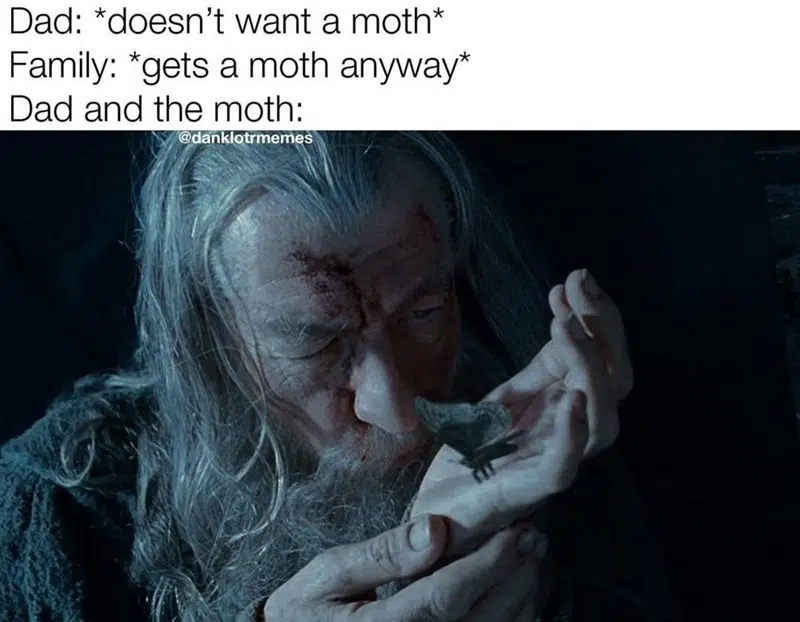 Dad: *doesn’t want a moth*
Family: *gets a moth anyway*
Dad and the moth:
@danklotrmemes